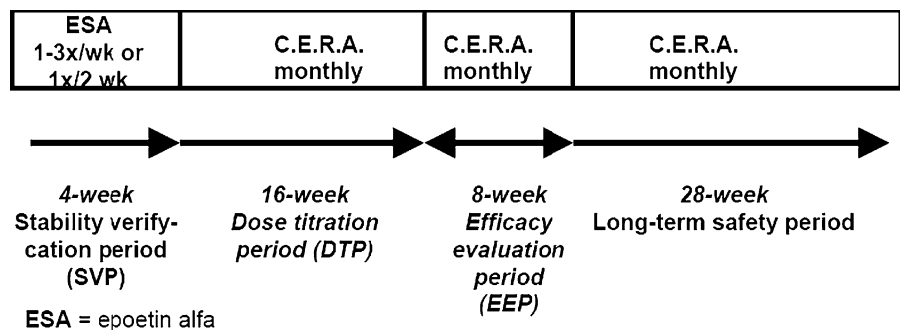 ESA
1-3x/wk or
1x/2 wk
C.E.R.A.
monthly
C.E.R.A.
monthly
C.E.R.A.
monthly
4-week
Stability verify-
cation period
(SVP)
16-week
Dose titration
period (DTP)
8-week
Efficacy
evaluation
period
(EEP)
28-week
Long-term safety period
ESA = epoetin alfa